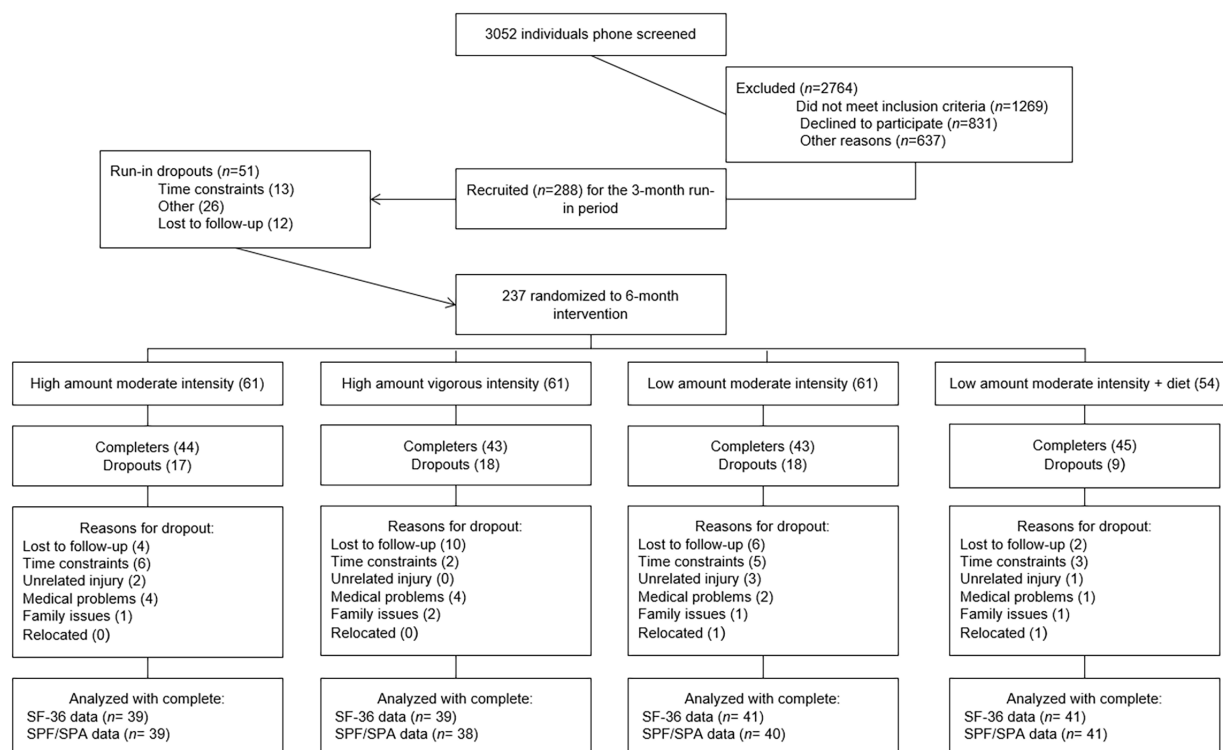 3052 individuals phone screened
Excluded (n=2764)
Did not meet inclusion criteria (n=1269)
Declined to participate (n=831)
Other reasons (n=637)
Run-in dropouts (n=51)
Time constraints (13)
Other (26)
Lost to follow-up (12)
Recruited (n=288) for the 3-month run-
in period
237 randomized to 6-month
intervention
High amount moderate intensity (61)
High amount vigorous intensity (61)
Low amount moderate intensity (61)
Low amount moderate intensity + diet (54)
Completers (44)
Dropouts (17)
Completers (43)
Dropouts (18)
Completers (43)
Dropouts (18)
Completers (45)
Dropouts (9)
Reasons for dropout:
Lost to follow-up (4)
Time constraints (6)
Unrelated injury (2)
Medical problems (4)
Family issues (1)
Relocated (0)
Reasons for dropout:
Lost to follow-up (10)
Time constraints (2)
Unrelated injury (0)
Medical problems (4)
Family issues (2)
Relocated (0)
Reasons for dropout:
Lost to follow-up (6)
Time constraints (5)
Unrelated injury (3)
Medical problems (2)
Family issues (1)
Relocated (1)
Reasons for dropout:
Lost to follow-up (2)
Time constraints (3)
Unrelated injury (1)
Medical problems (1)
Family issues (1)
Relocated (1)
Analyzed with complete:
SF-36 data (n= 39)
SPF/SPA data (n= 39)
Analyzed with complete:
SF-36 data (n= 39)
SPF/SPA data (n= 38)
Analyzed with complete:
SF-36 data (n= 41)
SPF/SPA data (n= 40)
Analyzed with complete:
SF-36 data (n= 41)
SPF/SPA data (n= 41)